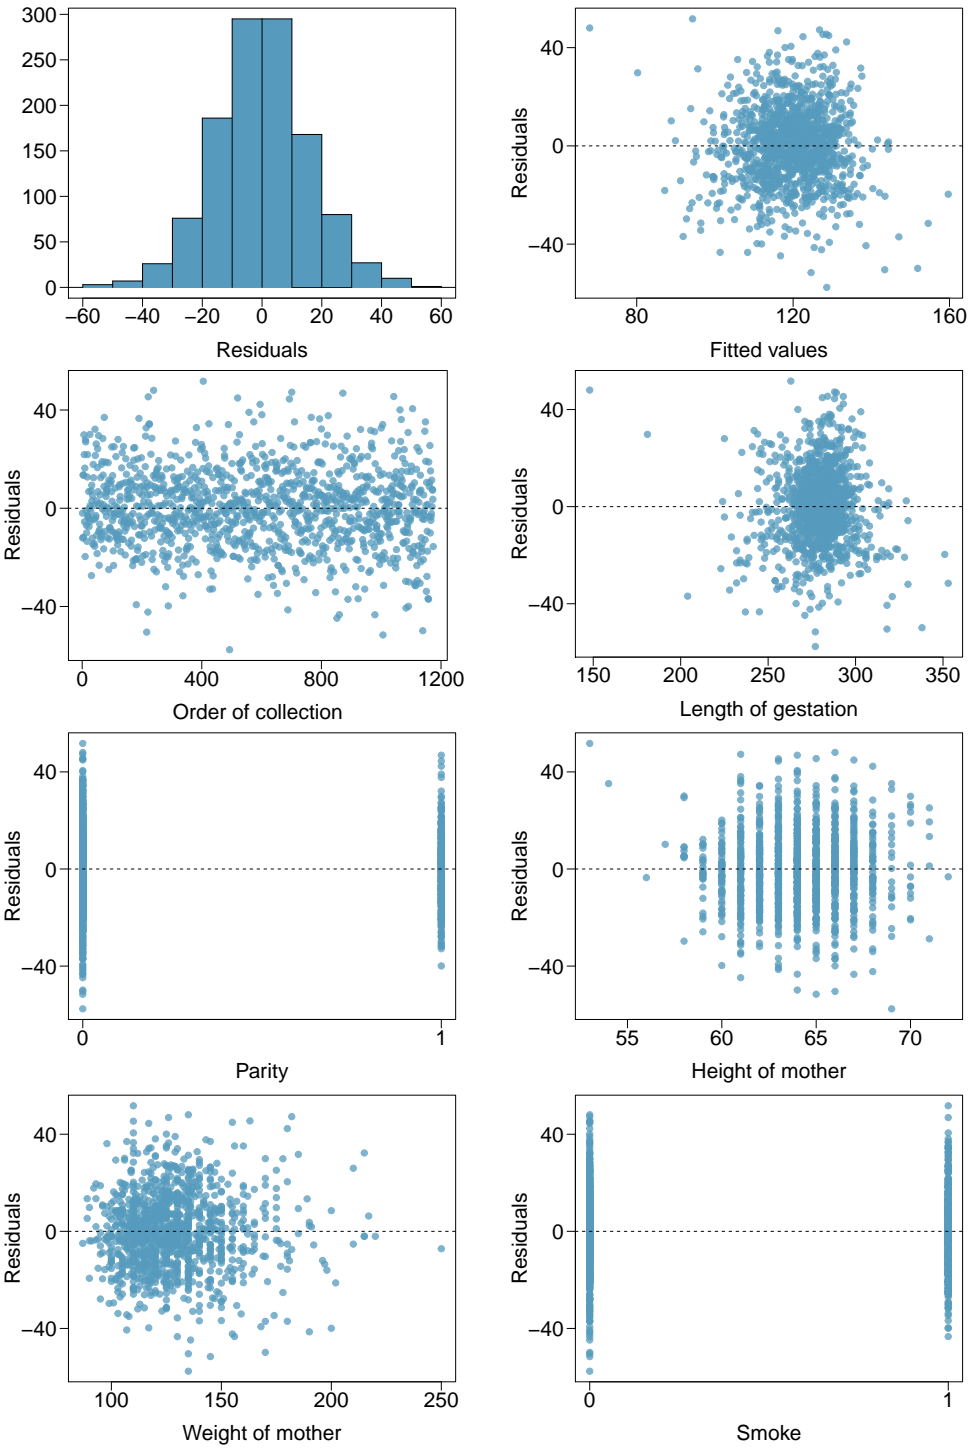 300
250
200
150
100
50
0
−60 −40 −20 0 20 40 60
Residuals
Residuals
40
0
−40
80 120 160
Fitted values
Residuals
40
0
−40
0 400 800 1200
Order of collection
Residuals
40
0
−40
150 200 250 300 350
Length of gestation
Residuals
40
0
−40
0 1
Parity
Residuals
40
0
−40
55 60 65 70
Height of mother
Residuals
40
0
−40
100 150 200 250
Weight of mother
Residuals
40
0
−40
0 1
Smoke